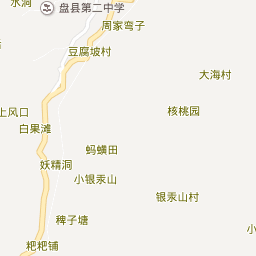 水洞
盘县第二中学
周家弯子
豆腐坡村
大海村
上风口
核桃园
白果滩
蚂蟥田
妖精洞
小银汞山
银汞山村
稗子塘
小
粑粑铺